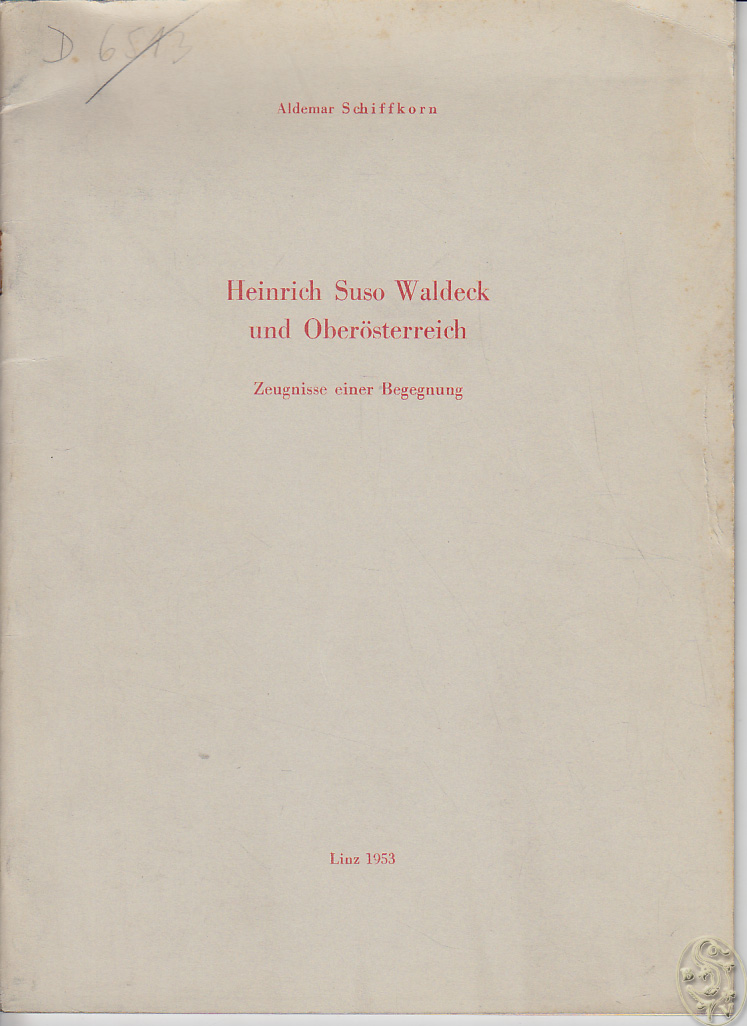 D 6513
Aldemar Schiffkorn
Heinrich Suso Waldeck
und Oberösterreich
Zeugnisse einer Begegnung
Linz 1953